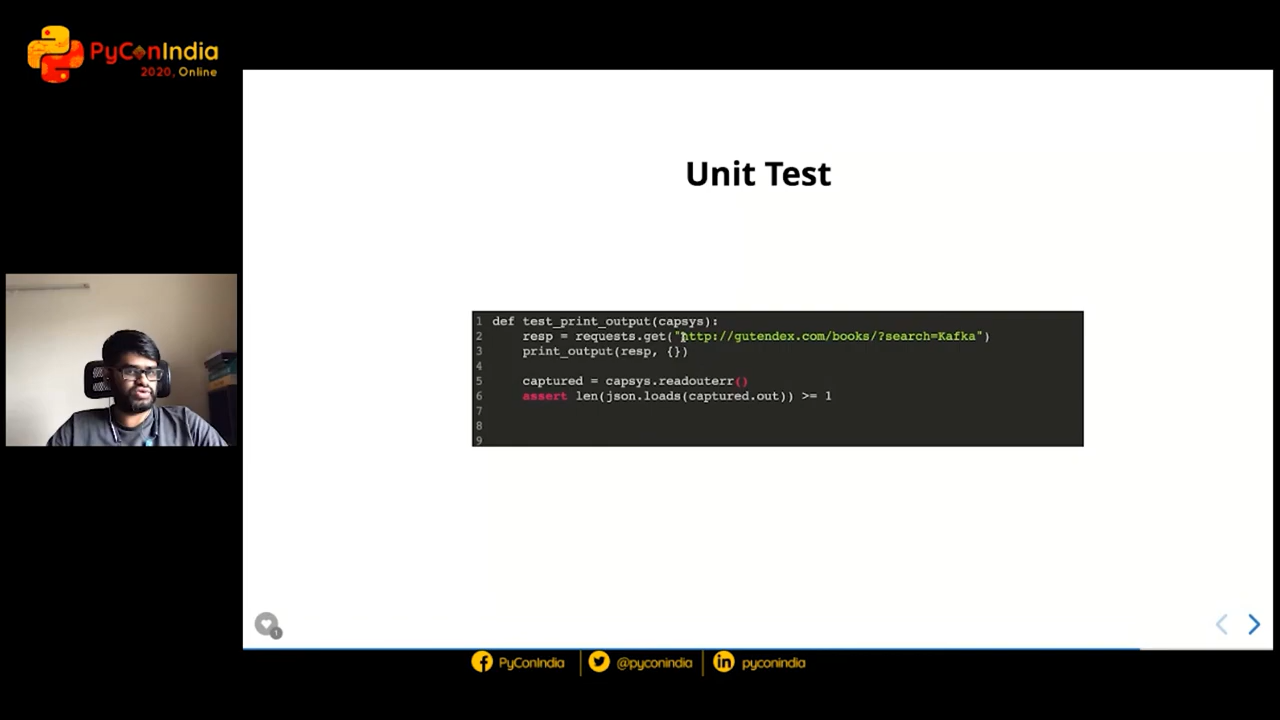 PyConIndia
2020, Online
Unit Test
1 def test_print_output(capsys):
2 resp = requests.get("http://gutendex.com/books/?search=Kafka")
3 print_output(resp, {})
4
5 captured = capsys.readouterr()
6 assert len(json.loads(captured.out)) >= 1
7
8
9
1
PyConIndia
@pyconindia
pyconindia